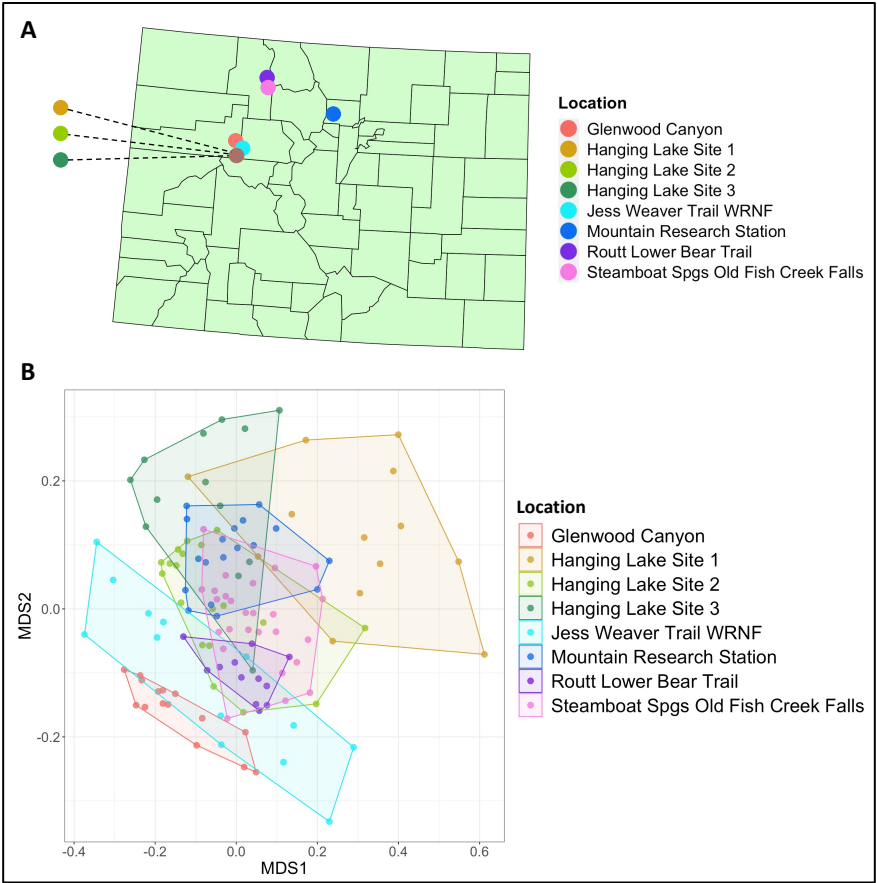 A
Location
Glenwood Canyon
Hanging Lake Site 1
Hanging Lake Site 2
Hanging Lake Site 3
Jess Weaver Trail WRNF
Mountain Research Station
Routt Lower Bear Trail
Steamboat Spgs Old Fish Creek Falls
B
0.2
0.0
-0.2
MDS2
-0.4 -0.2 0.0 0.2 0.4 0.6
MDS1
Location
Glenwood Canyon
Hanging Lake Site 1
Hanging Lake Site 2
Hanging Lake Site 3
Jess Weaver Trail WRNF
Mountain Research Station
Routt Lower Bear Trail
Steamboat Spgs Old Fish Creek Falls